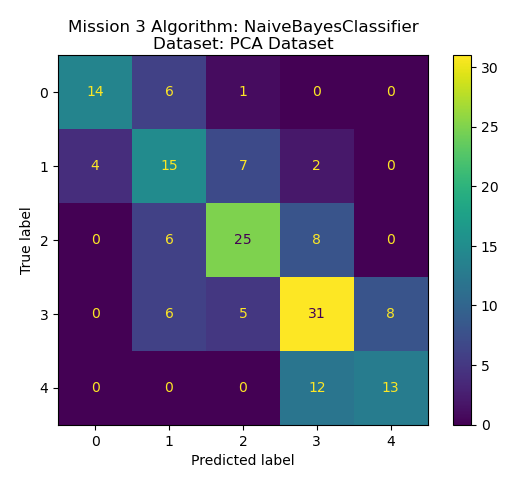 Mission 3 Algorithm: NaiveBayesClassifier
Dataset: PCA Dataset
0 14 6 1 0 0
1 4 15 7 2 0
2 0 6 25 8 0
3 0 6 5 31 8
4 0 0 0 12 13
0 1 2 3 4
True label
Predicted label
30
25
20
15
10
5
0